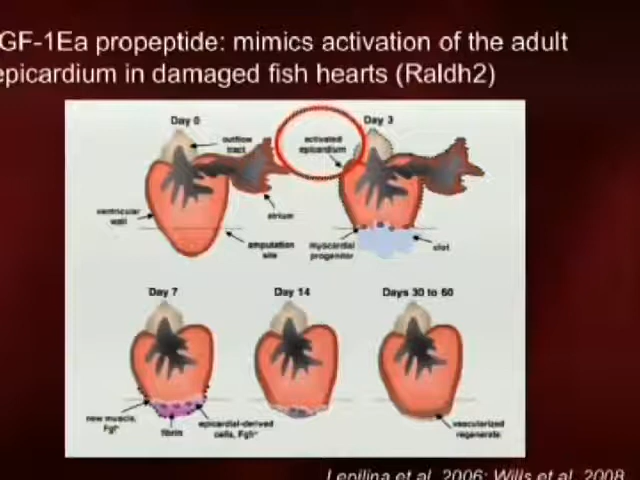 GF-1Ea propeptide: mimics activation of the adult
epicardium in damaged fish hearts (Raldh2)
Day 0
outflow
tract
activated
epicardium
Day 3
ventricular
wall
atrium
amputation
site
myocardial
progenitor
clot
Day 7
Day 14
Days 30 to 60
new muscle,
fibrin
epicardial-derived
vascularized
regenerate
Lepilina et al. 2006; Wills et al. 2008